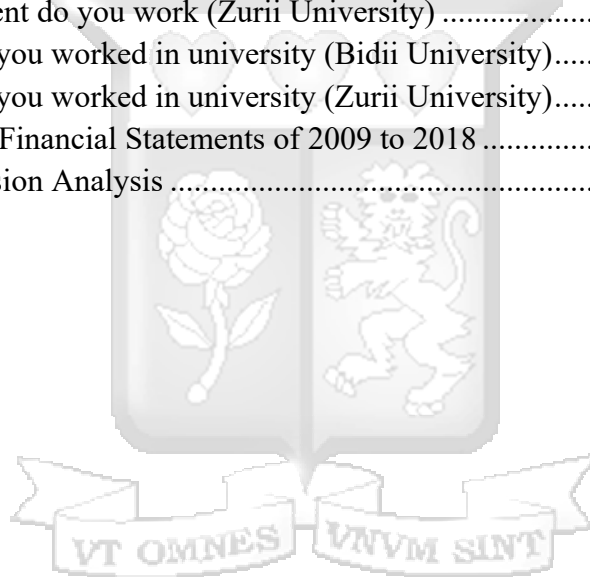 ent do you work (Zurii University) ....................
you worked in university (Bidii University).....
you worked in university (Zurii University).....
Financial Statements of 2009 to 2018 ...............
sion Analysis ..........................................................
VT OMNES VNVM SINT